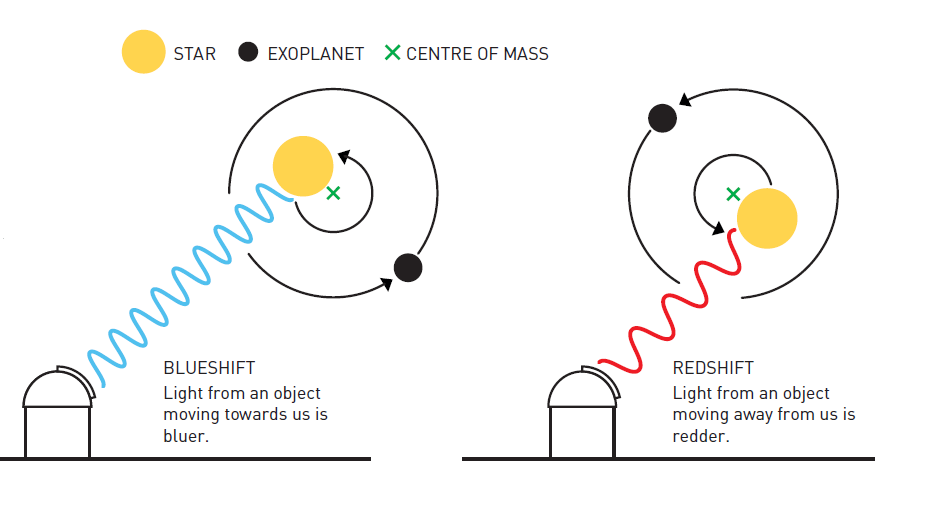 STAR EXOPLANET CENTRE OF MASS
BLUESHIFT
Light from an object
moving towards us is
bluer.
REDSHIFT
Light from an object
moving away from us is
redder.